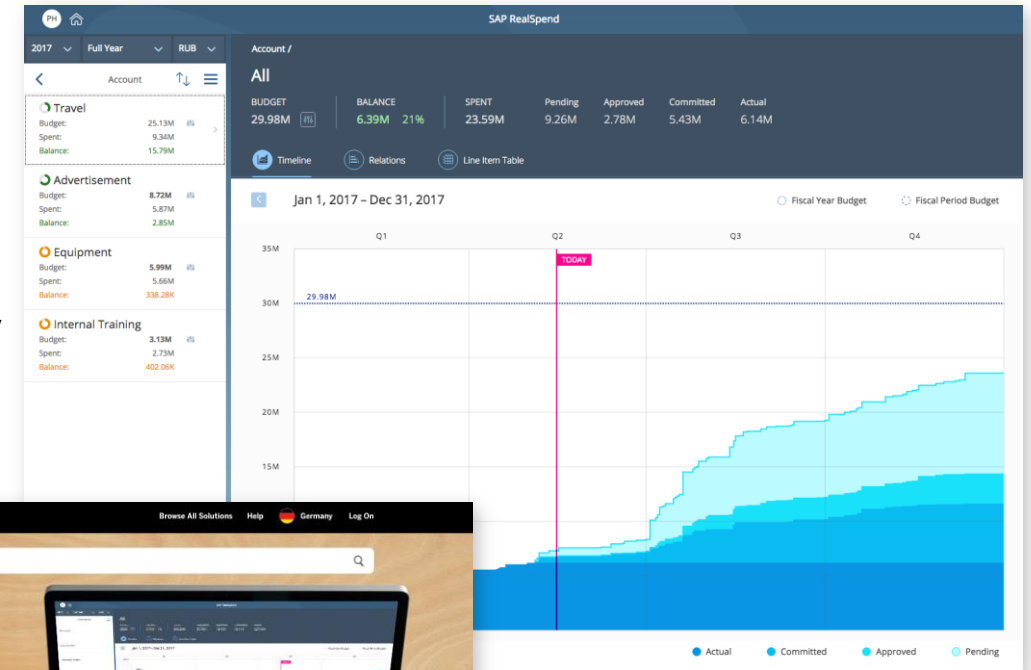 PH
SAP RealSpend
2017 Full Year RUB
Account
Travel
Budget: 25.13M
Spent: 9.34M
Balance: 15.79M
Advertisement
Budget: 8.72M
Spent: 5.87M
Balance: 2.85M
Equipment
Budget: 5.99M
Spent: 5.66M
Balance: 338.28K
Internal Training
Budget: 3.13M
Spent: 2.73M
Balance: 402.06K
Account /
All
BUDGET BALANCE SPENT Pending Approved Committed Actual
29.98M 6.39M 21% 23.59M 9.26M 2.78M 5.43M 6.14M
Timeline Relations Line Item Table
Jan 1, 2017 – Dec 31, 2017 Fiscal Year Budget Fiscal Period Budget
Q1 Q2 Q3 Q4
35M
TODAY
30M 29.98M
25M
20M
15M
Actual Committed Approved Pending
Browse All Solutions Help Germany Log On